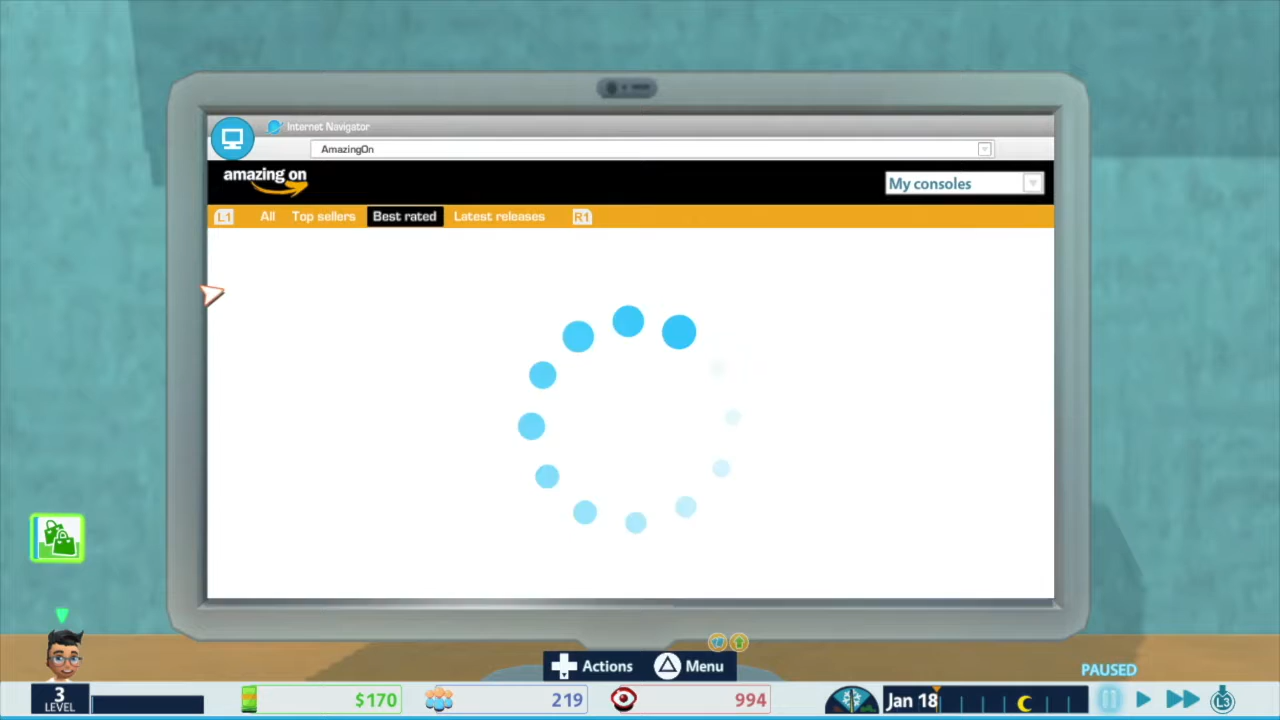 Internet Navigator
AmazingOn
amazing on
My consoles
L1 All Top sellers Best rated Latest releases R1
Actions Menu
PAUSED
3
LEVEL
$170 219 994 Jan 18 L3